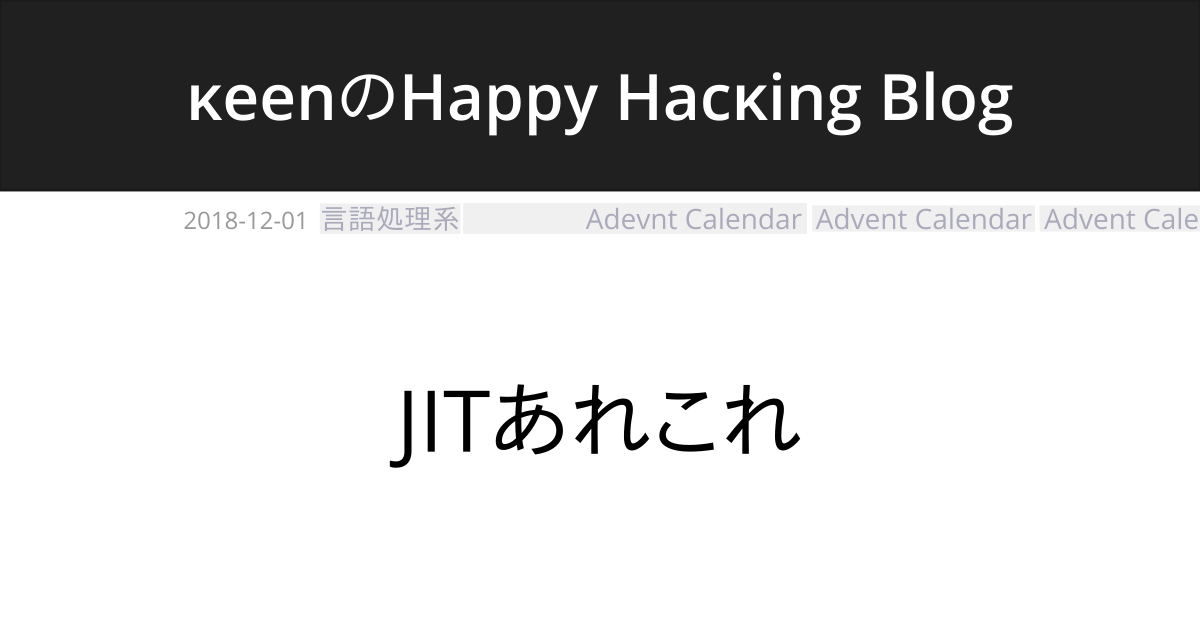 κeenのHappy Hacκing Blog
2018-12-01 言語処理系 Adevnt Calendar Advent Calendar Advent Cale
JITあれこれ